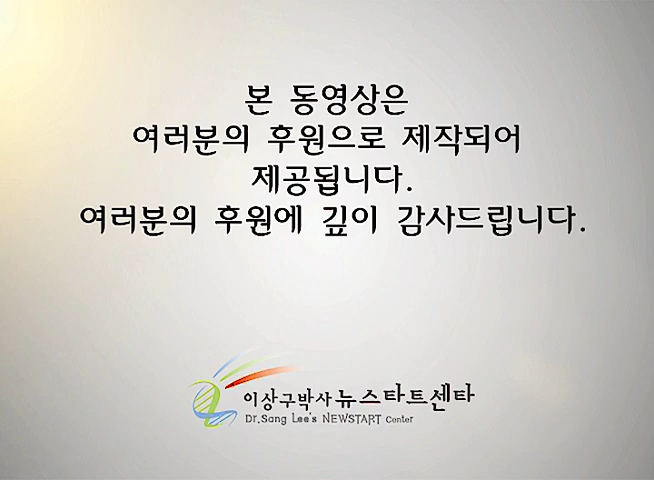 본 동영상은
여러분의 후원으로 제작되어
제공됩니다.
여러분의 후원에 깊이 감사드립니다.
이상구박사 뉴스타트센타
Dr.Sang Lee's NEWSTART Center